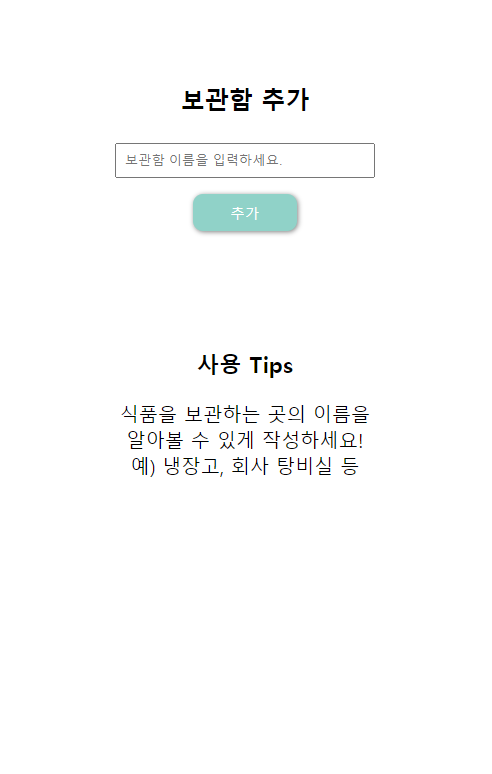 보관함 추가
보관함 이름을 입력하세요.
추가
사용 Tips
식품을 보관하는 곳의 이름을
알아볼 수 있게 작성하세요!
예) 냉장고, 회사 탕비실 등